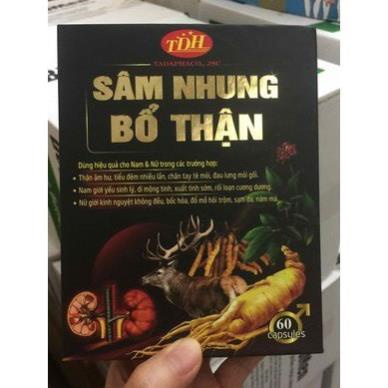 TDH
TADAPHACO., JSC
SÂM NHUNG
BỔ THẬN
Dùng hiệu quả cho Nam & Nữ trong các trường hợp:
• Thận âm hư, tiểu đêm nhiều lần, chân tay tê mỏi, đau lưng mỏi gối.
• Nam giới yếu sinh lý, di mộng tinh, xuất tinh sớm, rối loạn cương dương.
• Nữ giới kinh nguyệt không đều, bốc hỏa, đổ mồ hôi trộm, sạm da, nám má.
60
capsules